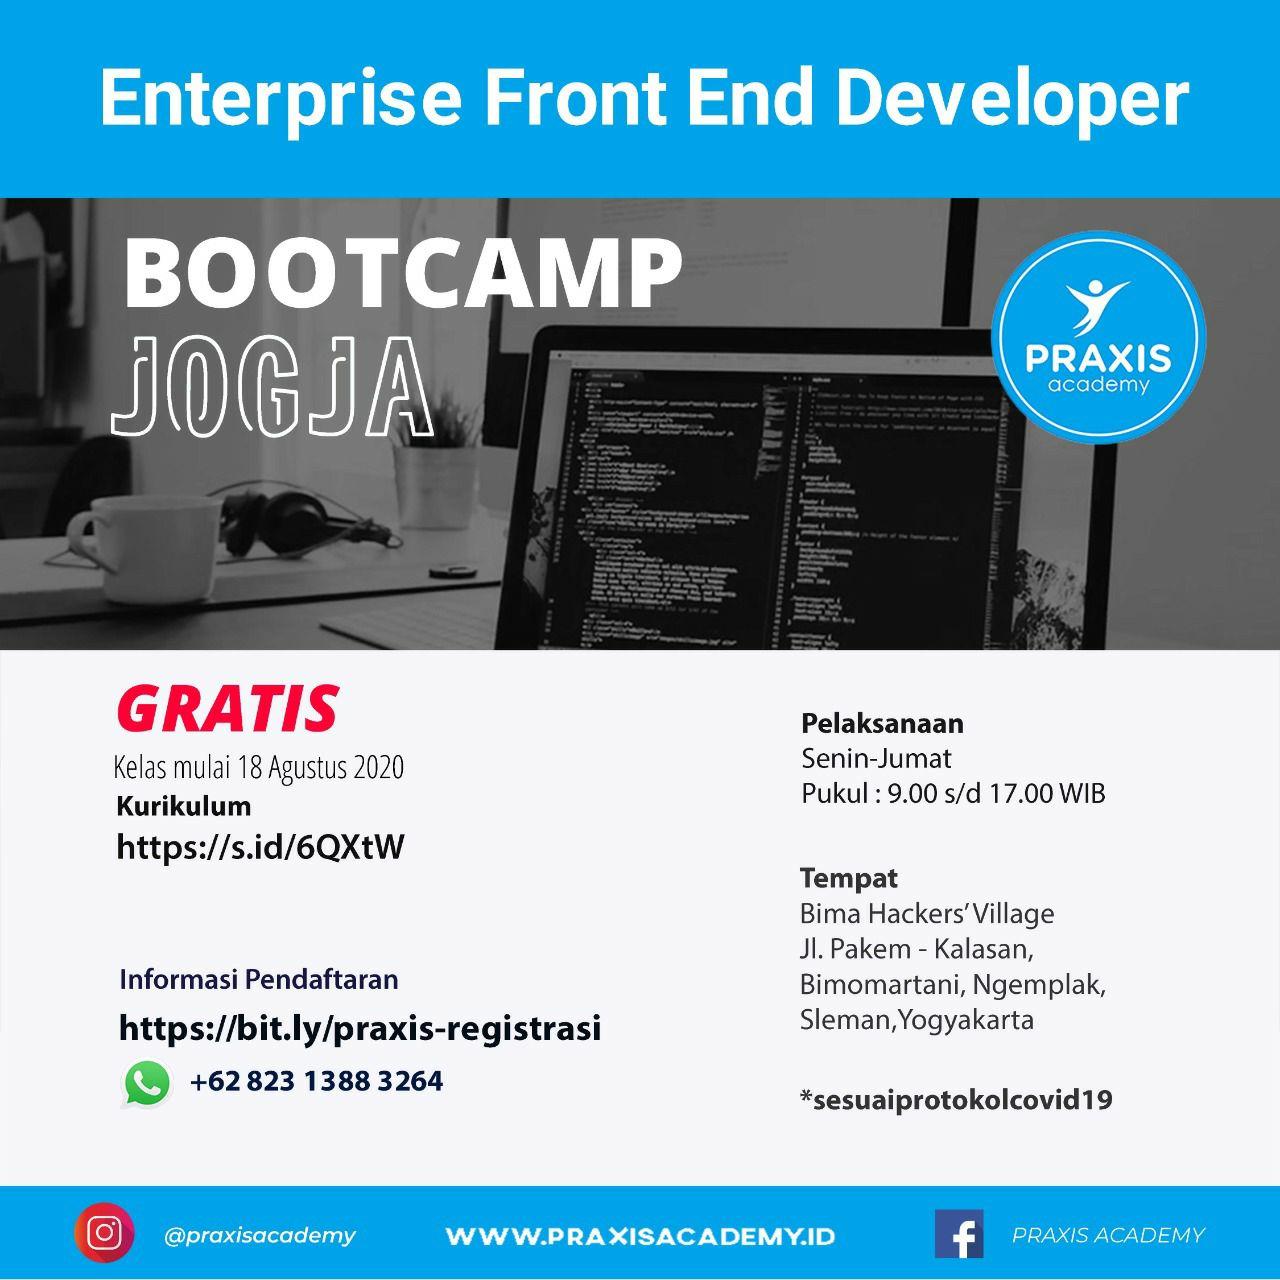 Enterprise Front End Developer
BOOTCAMP
JOGJA
PRAXIS
academy
GRATIS
Kelas mulai 18 Agustus 2020
Kurikulum
https://s.id/6QXtW
Informasi Pendaftaran
https://bit.ly/praxis-registrasi
+62 823 1388 3264
Pelaksanaan
Senin-Jumat
Pukul : 9.00 s/d 17.00 WIB
Tempat
Bima Hackers’ Village
Jl. Pakem - Kalasan,
Bimomartani, Ngemplak,
Sleman,Yogyakarta
*sesuaiprotokolcovid19
@praxisacademy
WWW.PRAXISACADEMY.ID
PRAXIS ACADEMY